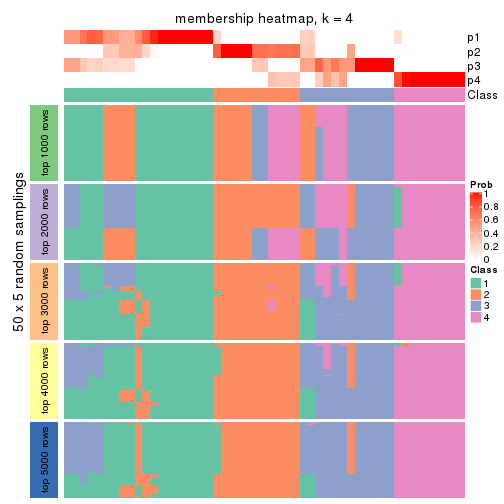 membership heatmap, k = 4
p1
p2
p3
p4
Class
50 x 5 random samplings
top 1000 rows
top 2000 rows
top 3000 rows
top 4000 rows
top 5000 rows
Prob
1
0.8
0.6
0.4
0.2
0
Class
1
2
3
4